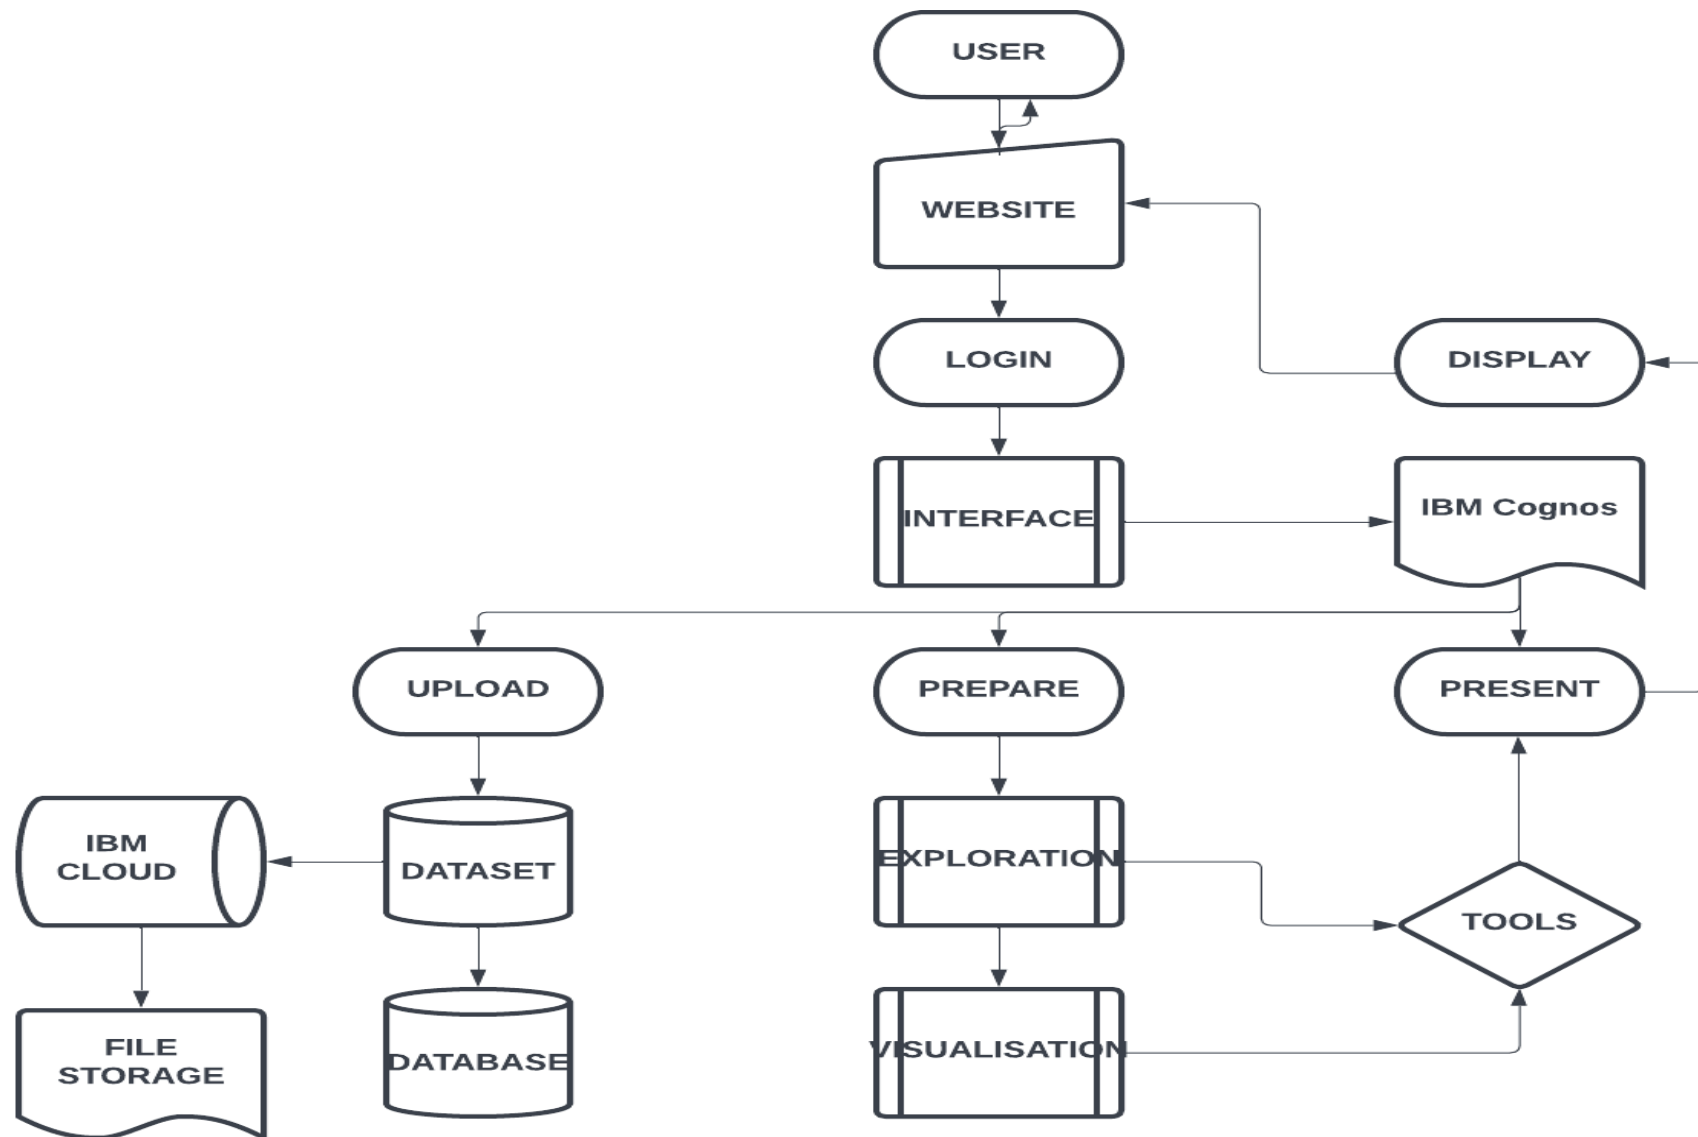 USER
WEBSITE
LOGIN
DISPLAY
INTERFACE
IBM Cognos
UPLOAD
PREPARE
PRESENT
IBM
CLOUD
DATASET
EXPLORATION
TOOLS
FILE
STORAGE
DATABASE
VISUALISATION